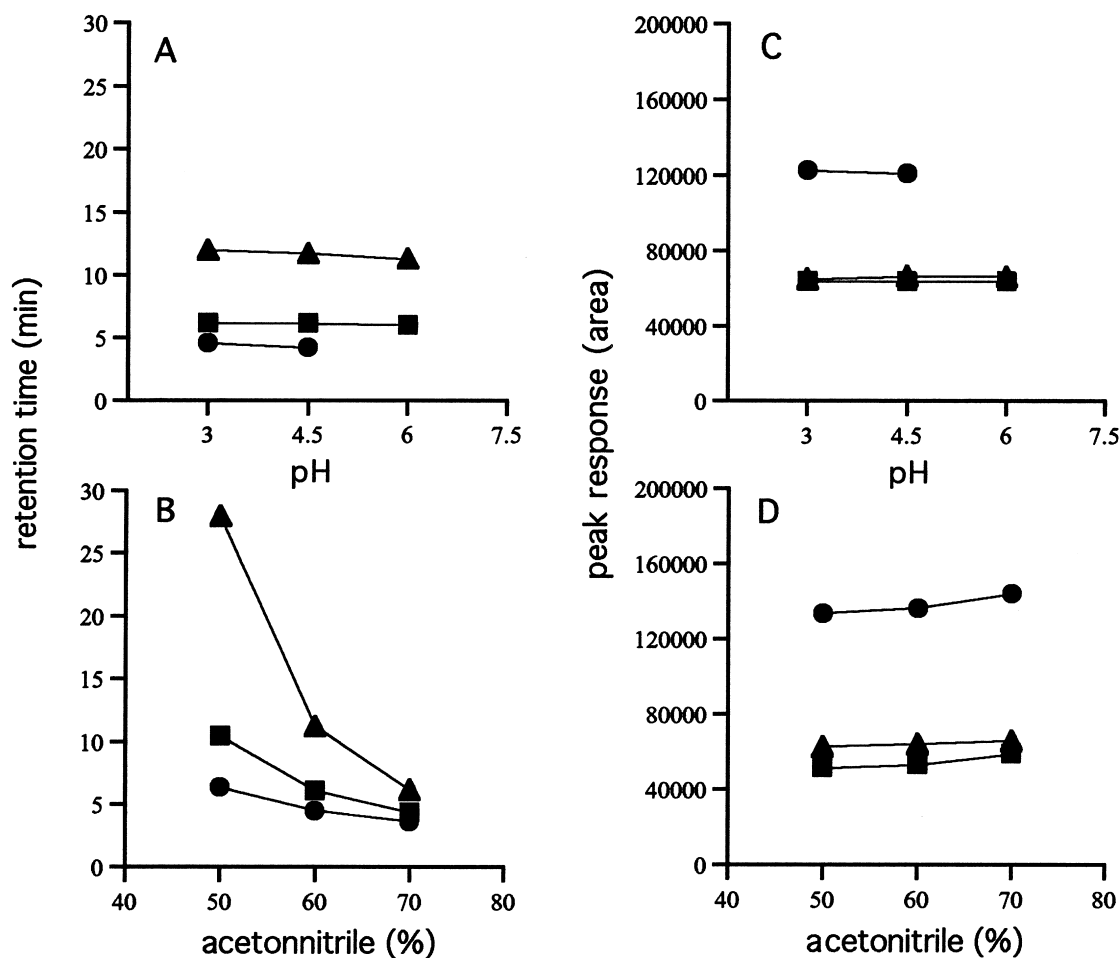 A
30
25
20
15
10
5
0
3 4.5 6 7.5
pH
retention time (min)
B
30
25
20
15
10
5
0
40 50 60 70 80
acetonnitrile (%)
C
200000
160000
120000
80000
40000
0
3 4.5 6 7.5
pH
peak response (area)
D
200000
160000
120000
80000
40000
0
40 50 60 70 80
acetonitrile (%)